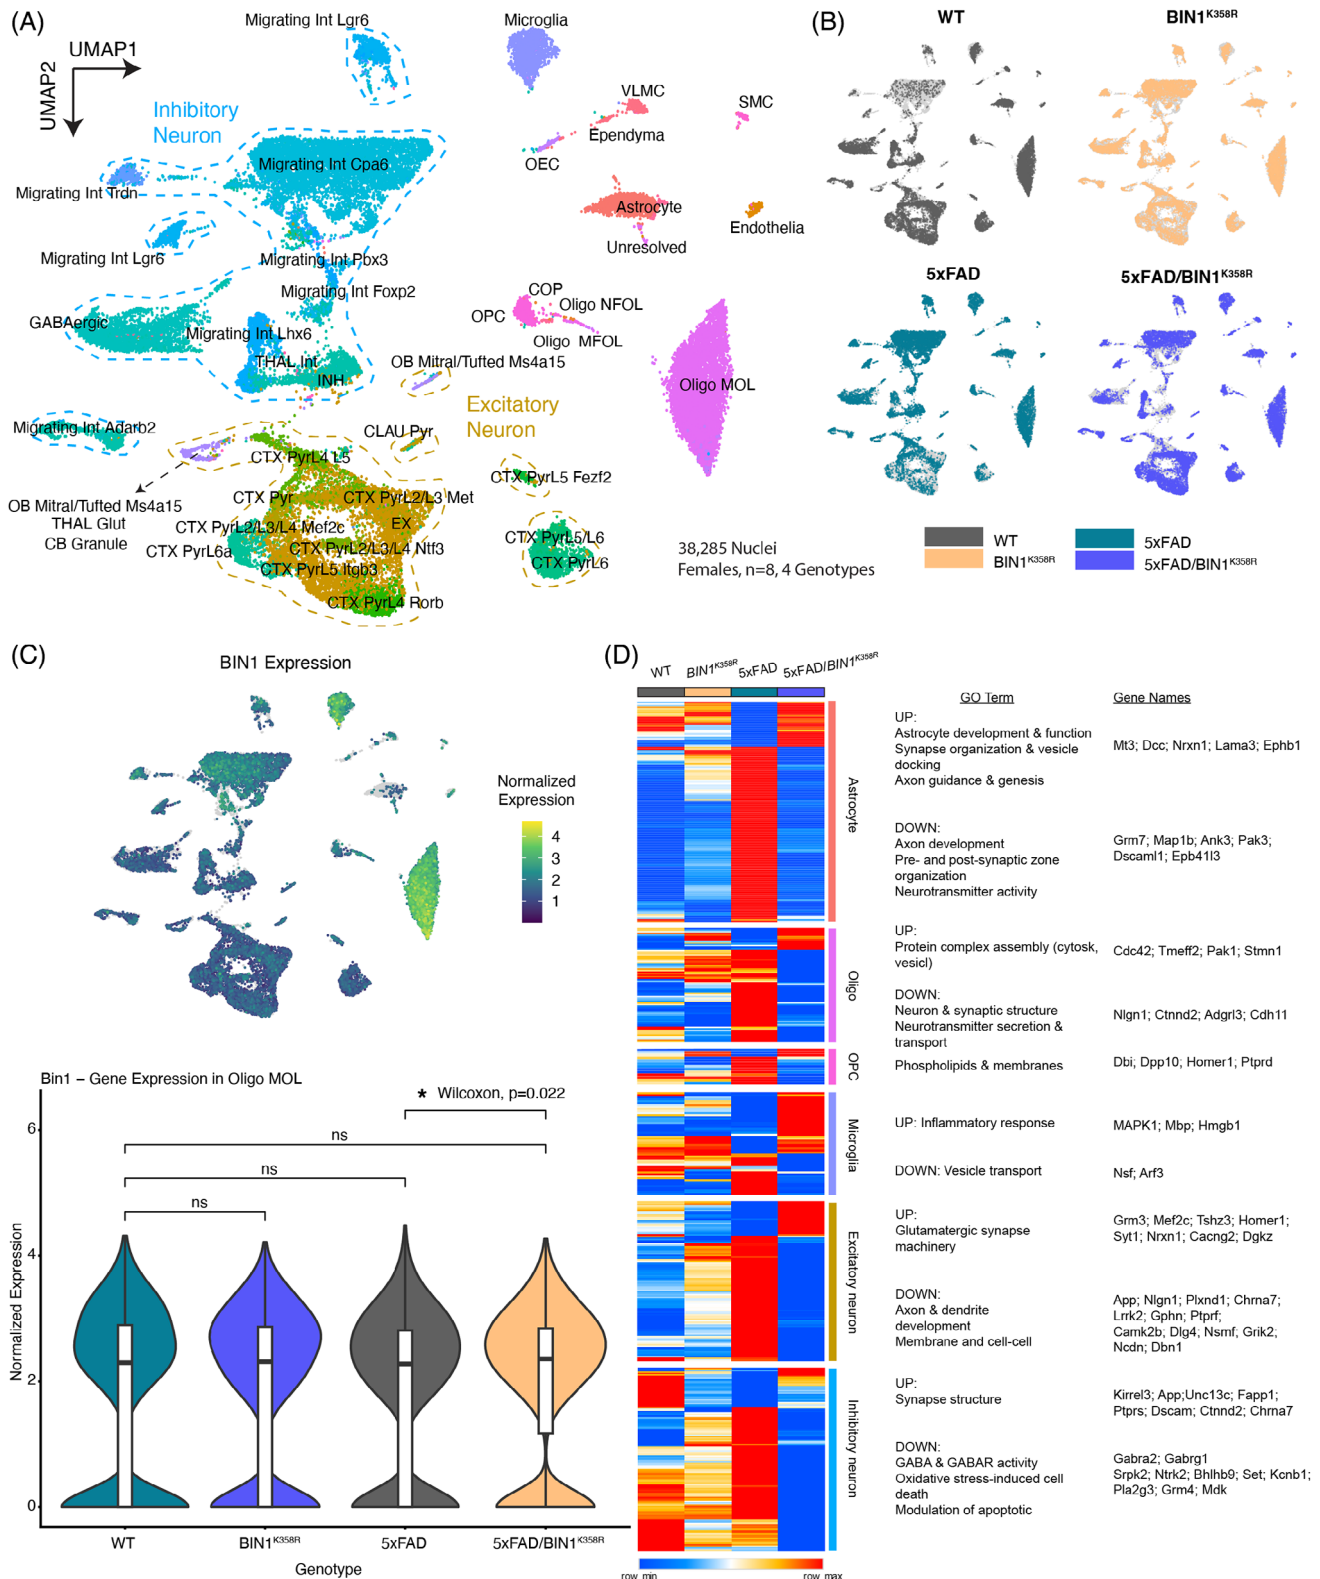 (A)
UMAP1
UMAP2
Migrating Int Lgr6
Microglia
Inhibitory
Neuron
VLMC
SMC
Ependyma
Migrating Int Cpa6
OEC
Migrating Int Trdn
Astrocyte
Endothelia
Unresolved
Migrating Int Lgr6
Migrating Int Pbx3
Migrating Int Foxp2
COP
Oligo NFOL
OPC
GABAergic
Migrating Int Lhx6
Oligo MFOL
THAL Int
OB Mitral/Tufted Ms4a15
INH
Oligo MOL
Excitatory
Neuron
Migrating Int Adarb2
CLAU Pyr
CTX PyrL4 L5
CTX PyrL5 Fezf2
OB Mitral/Tufted Ms4a15
THAL Glut
CB Granule
CTX Pyr
CTX PyrL2/L3 Met
CTX PyrL2/L3/L4 Mef2c
EX
CTX PyrL5/L6
CTX PyrL6a
CTX PyrL2/L3/L4 Ntf3
CTX PyrL6
CTX PyrL5 Itgb3
CTX PyrL4 Rorb
38,285 Nuclei
Females, n=8, 4 Genotypes
(B)
WT
BIN1K358R
5xFAD
5xFAD/BIN1K358R
WT
5xFAD
BIN1K358R
5xFAD/BIN1K358R
(C)
BIN1 Expression
Normalized
Expression
4
3
2
1
Bin1 – Gene Expression in Oligo MOL
* Wilcoxon, p=0.022
ns
ns
ns
Normalized Expression
6
4
2
0
WT
BIN1K358R
5xFAD
5xFAD/BIN1K358R
Genotype
(D)
WT
BIN1K358R
5xFAD
5xFAD/BIN1K358R
GO Term
Gene Names
Astrocyte
UP:
Astrocyte development & function
Synapse organization & vesicle
docking
Axon guidance & genesis
Mt3; Dcc; Nrxn1; Lama3; Ephb1
DOWN:
Axon development
Pre- and post-synaptic zone
organization
Neurotransmitter activity
Grm7; Map1b; Ank3; Pak3;
Dscaml1; Epb41l3
Oligo
UP:
Protein complex assembly (cytosk,
vesicl)
Cdc42; Tmeff2; Pak1; Stmn1
DOWN:
Neuron & synaptic structure
Neurotransmitter secretion &
transport
Nlgn1; Ctnnd2; Adgrl3; Cdh11
OPC
Phospholipids & membranes
Dbi; Dpp10; Homer1; Ptprd
Microglia
UP: Inflammatory response
MAPK1; Mbp; Hmgb1
DOWN: Vesicle transport
Nsf; Arf3
Excitatory neuron
UP:
Glutamatergic synapse
machinery
Grm3; Mef2c; Tshz3; Homer1;
Syt1; Nrxn1; Cacng2; Dgkz
DOWN:
Axon & dendrite
development
Membrane and cell-cell
App; Nlgn1; Plxnd1; Chrna7;
Lrrk2; Gphn; Ptprf;
Camk2b; Dlg4; Nsmf; Grik2;
Ncdn; Dbn1
Inhibitory neuron
UP:
Synapse structure
Kirrel3; App;Unc13c; Fapp1;
Ptprs; Dscam; Ctnnd2; Chrna7
DOWN:
GABA & GABAR activity
Oxidative stress-induced cell
death
Modulation of apoptotic
Gabra2; Gabrg1
Srpk2; Ntrk2; Bhlhb9; Set; Kcnb1;
Pla2g3; Grm4; Mdk
row min
row max